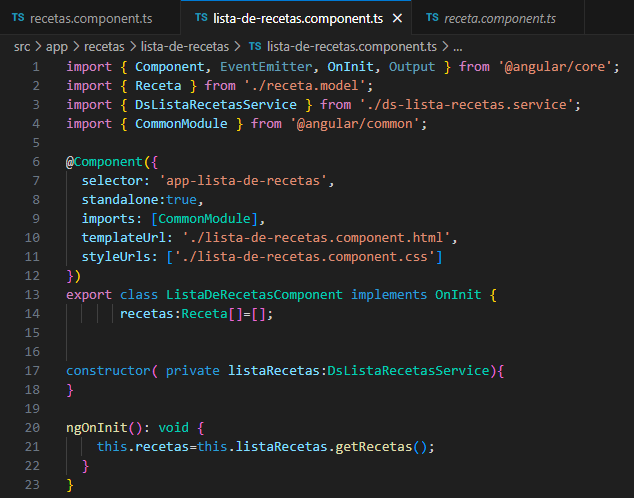 TS recetas.component.ts TS lista-de-recetas.component.ts × TS receta.component.ts
src > app > recetas > lista-de-recetas > TS lista-de-recetas.component.ts > ...
1 import { Component, EventEmitter, OnInit, Output } from '@angular/core';
2 import { Receta } from './receta.model';
3 import { DsListaRecetasService } from './ds-lista-recetas.service';
4 import { CommonModule } from '@angular/common';
5
6 @Component({
7   selector: 'app-lista-de-recetas',
8   standalone:true,
9   imports: [CommonModule],
10   templateUrl: './lista-de-recetas.component.html',
11   styleUrls: ['./lista-de-recetas.component.css']
12 })
13 export class ListaDeRecetasComponent implements OnInit {
14       recetas:Receta[]=[];
15
16
17 constructor( private listaRecetas:DsListaRecetasService){
18 }
19
20 ngOnInit(): void {
21    this.recetas=this.listaRecetas.getRecetas();
22   }
23 }